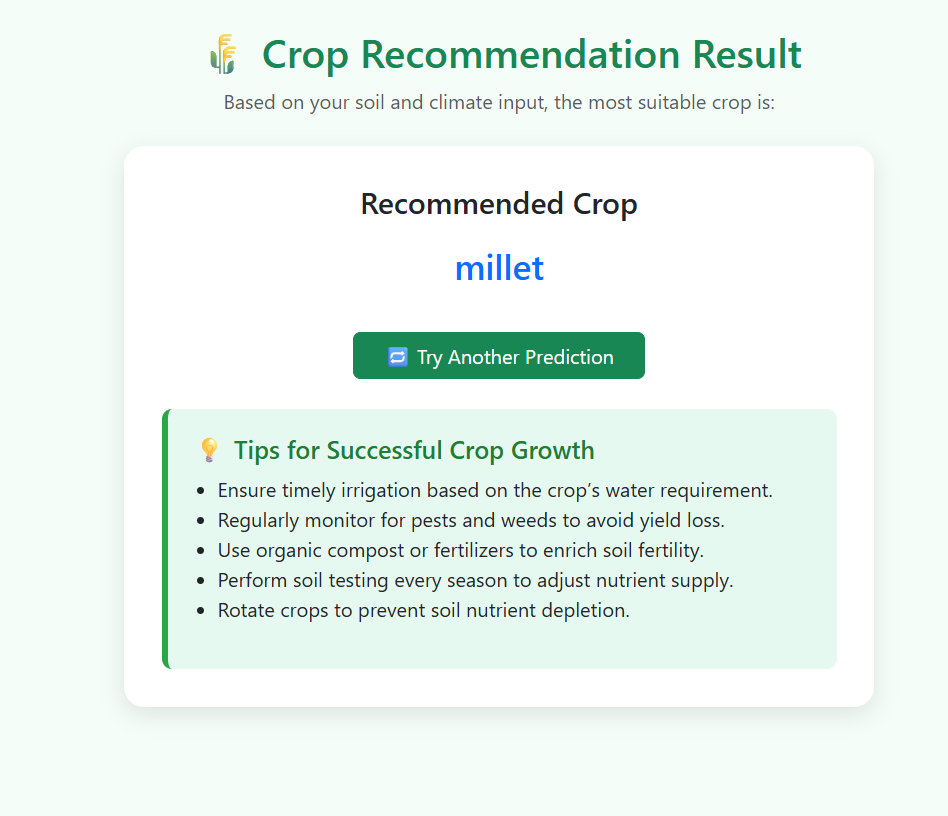 Crop Recommendation Result
Based on your soil and climate input, the most suitable crop is:
Recommended Crop
millet
Try Another Prediction
Tips for Successful Crop Growth
Ensure timely irrigation based on the crop’s water requirement.
Regularly monitor for pests and weeds to avoid yield loss.
Use organic compost or fertilizers to enrich soil fertility.
Perform soil testing every season to adjust nutrient supply.
Rotate crops to prevent soil nutrient depletion.